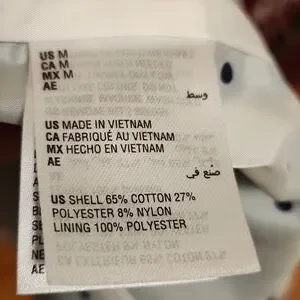 US M
CA M
MX M
AE
وسط
US MADE IN VIETNAM
CA FABRIQUÉ AU VIETNAM
MX HECHO EN VIETNAM
AE
صُنع في
US SHELL 65% COTTON 27%
POLYESTER 8% NYLON
LINING 100% POLYESTER